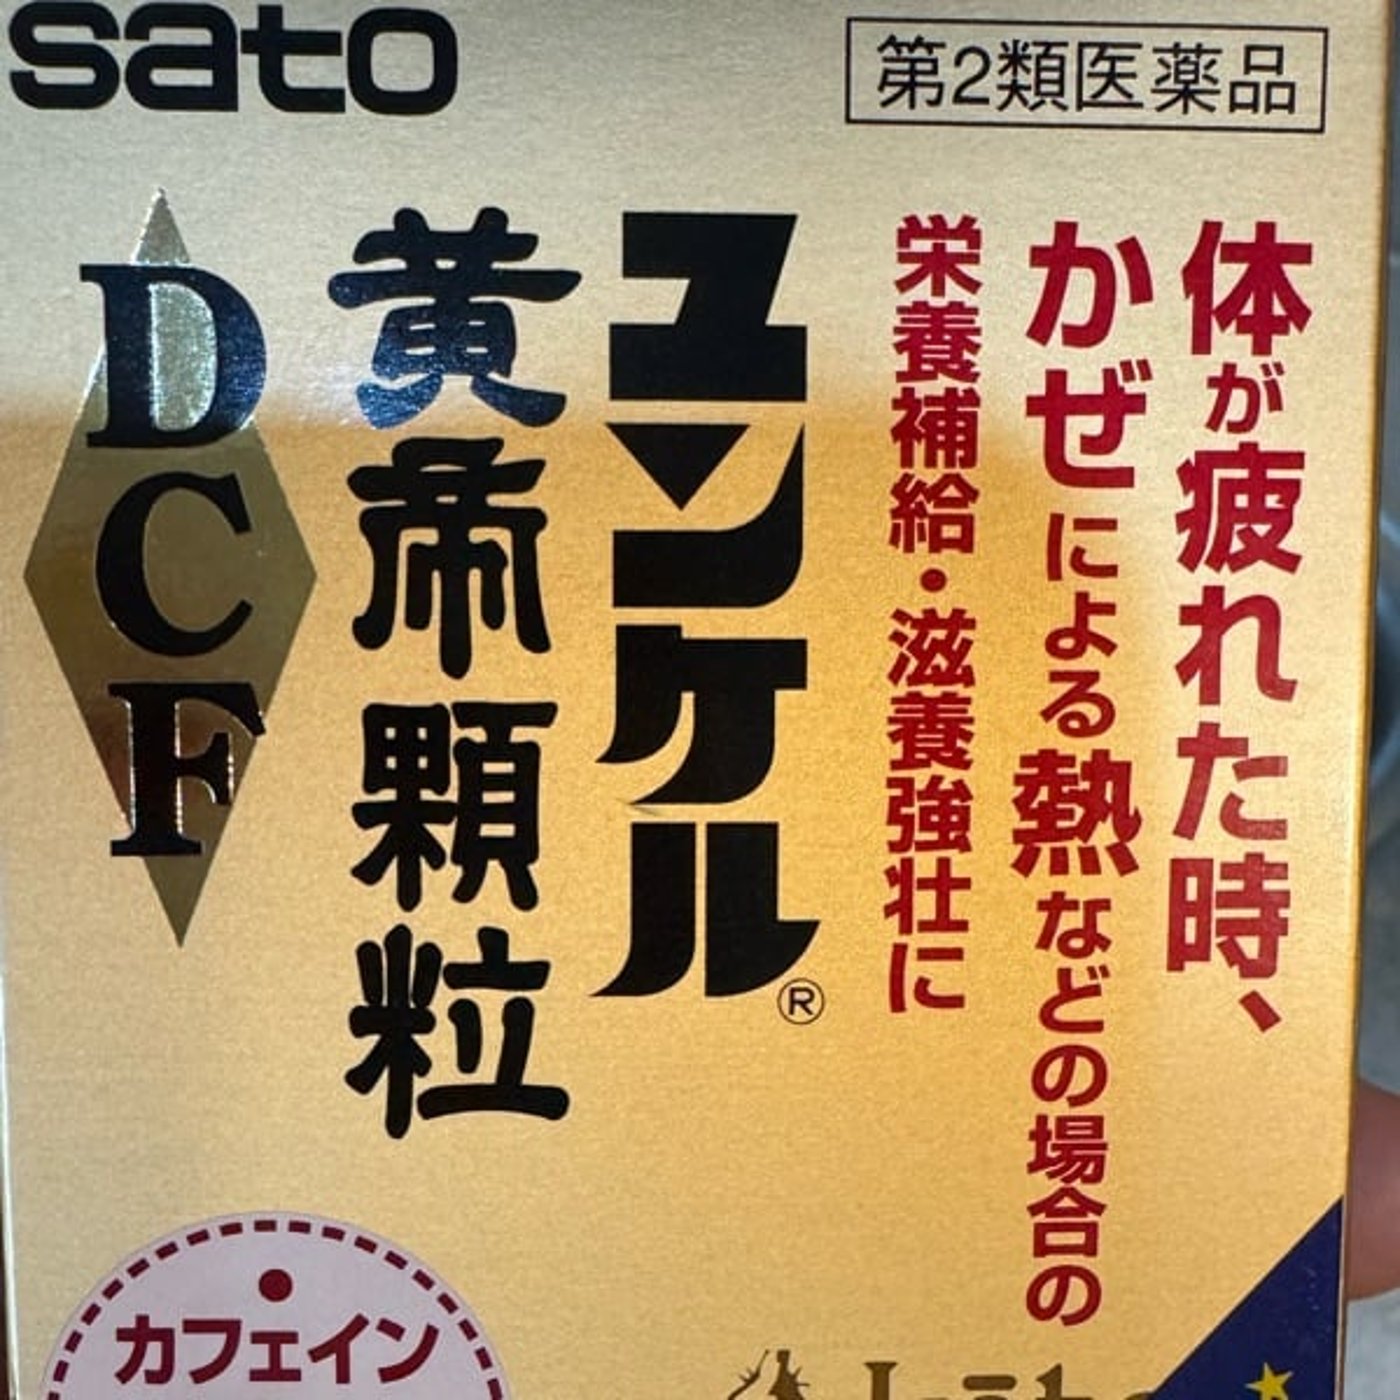 sato
第2類医薬品
体が疲れた時、
かぜによる熱などの場合の
栄養補給・滋養強壮に
ユンケル®
黄帝顆粒
DCF
カフェイン